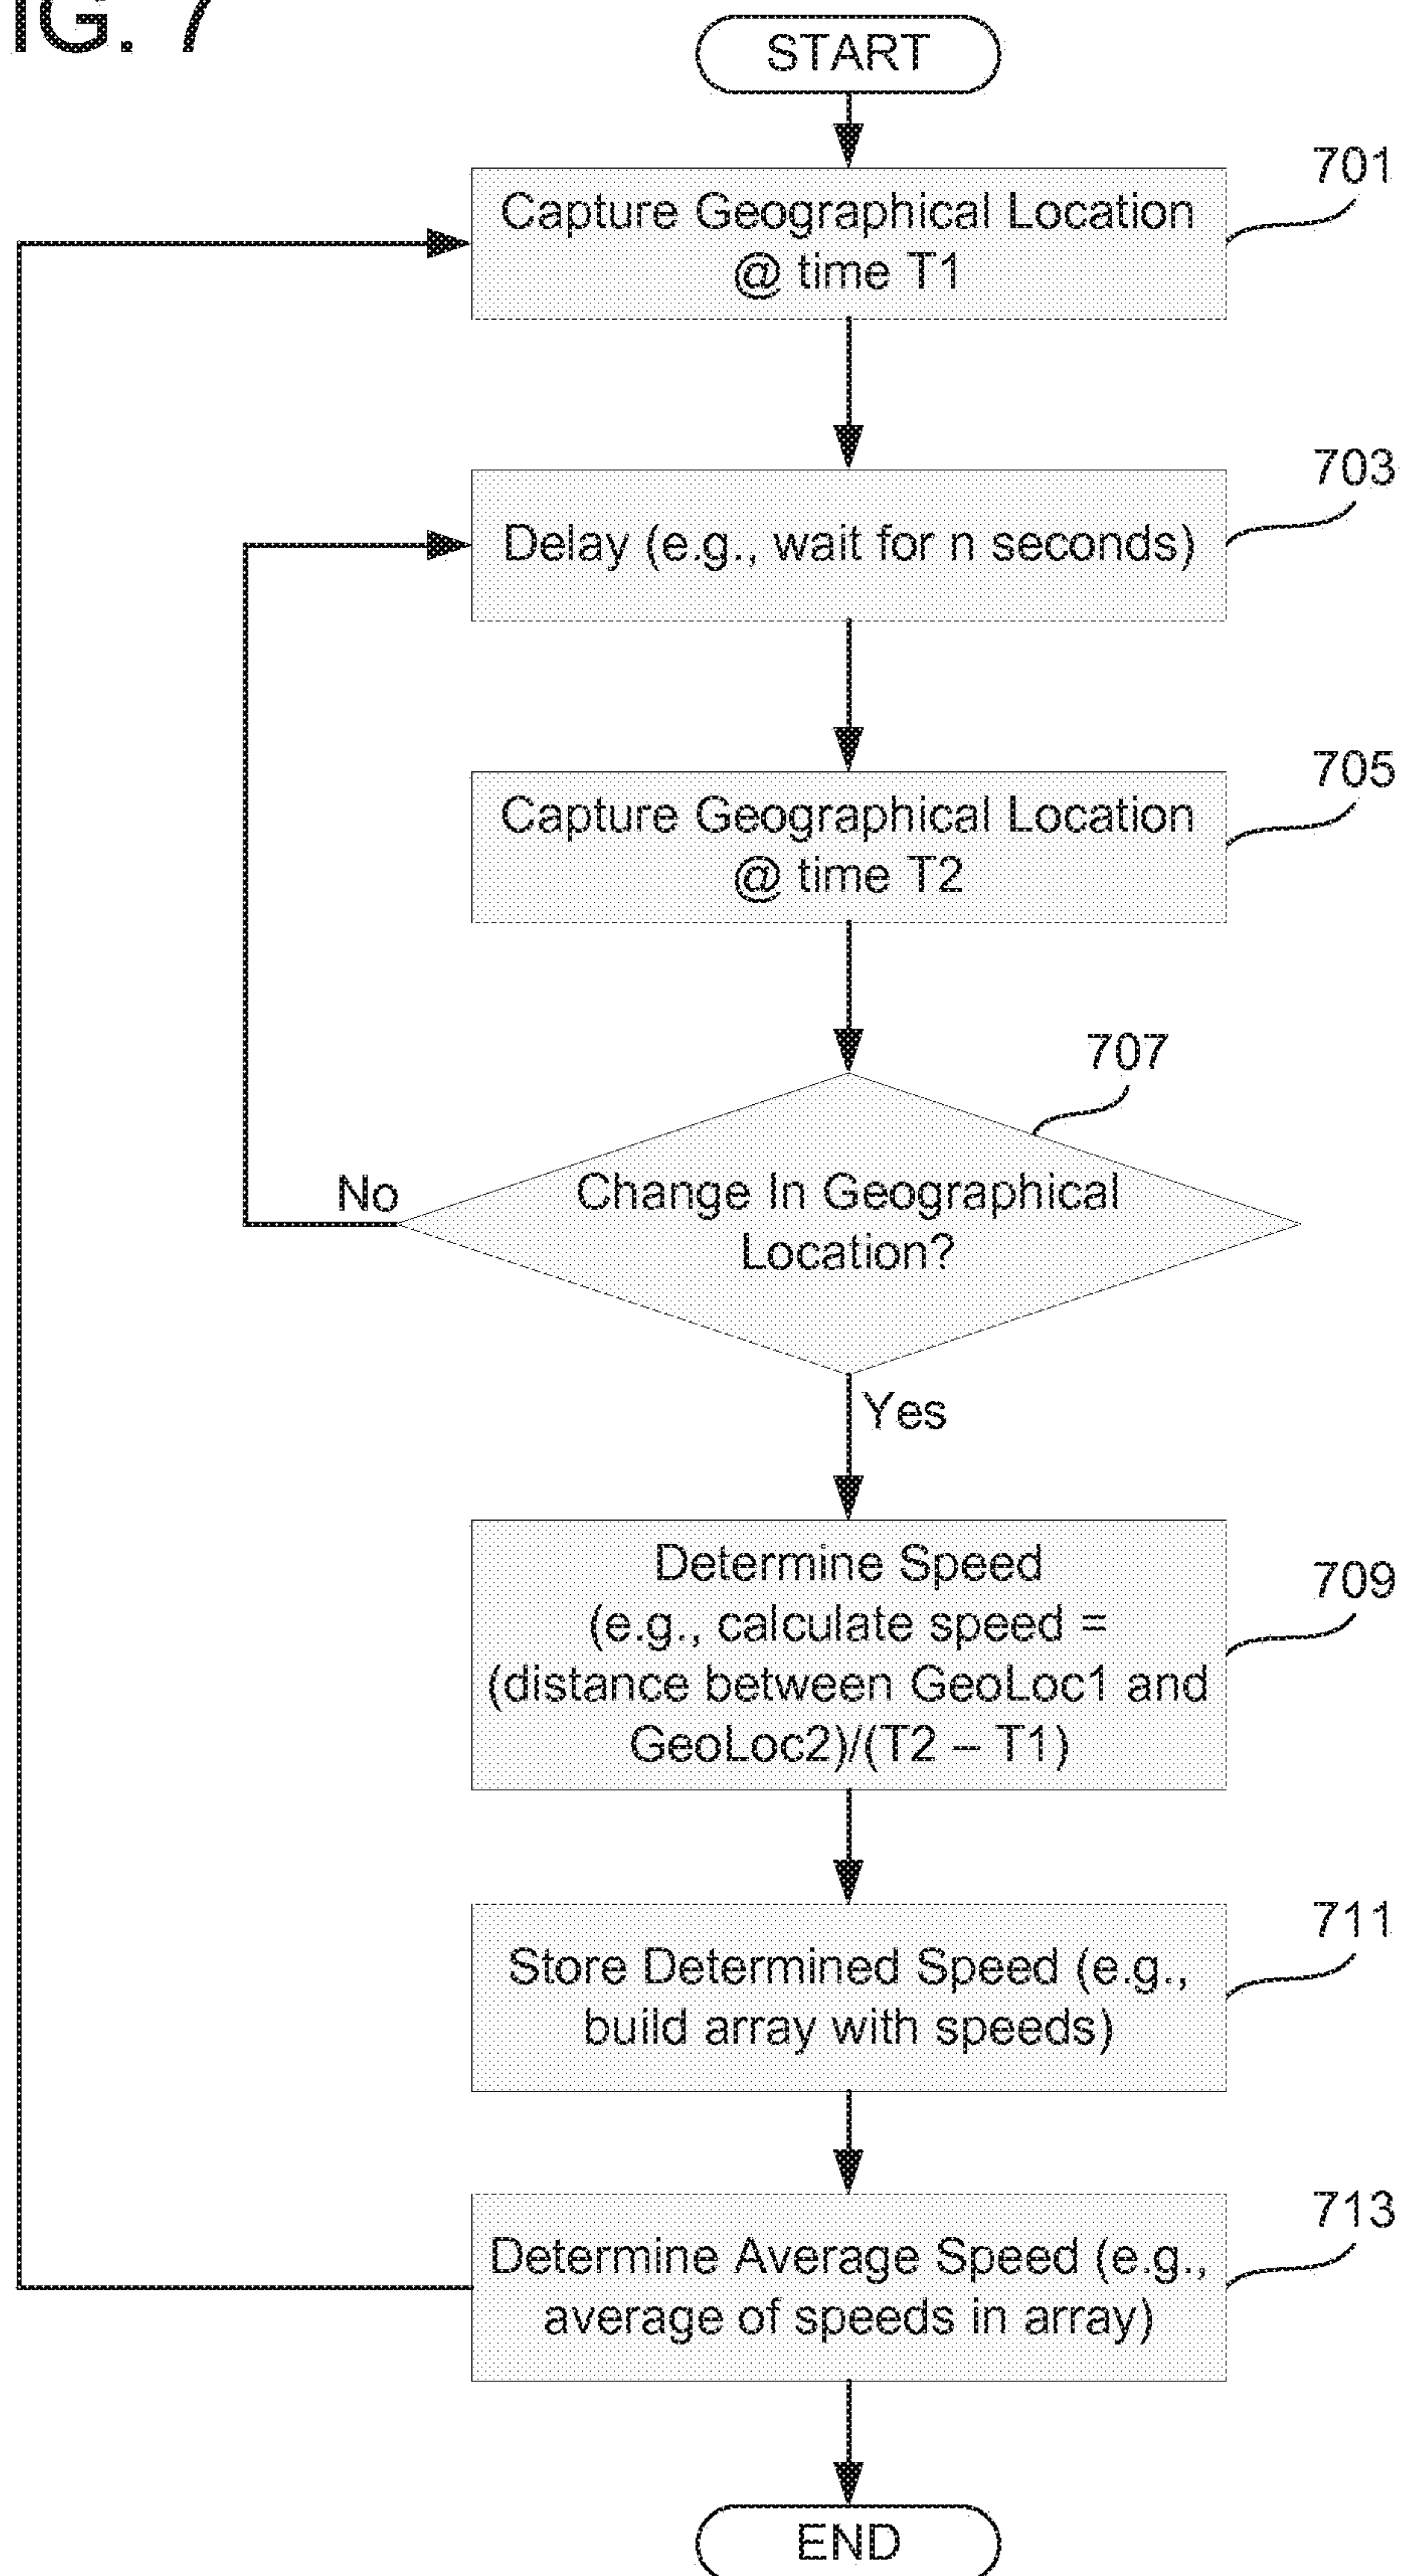 IG. 7
START
701
Capture Geographical Location
@ time T1
703
Delay (e.g., wait for n seconds)
705
Capture Geographical Location
@ time T2
707
No
Change In Geographical
Location?
Yes
Determine Speed
709
(e.g., calculate speed =
(distance between GeoLoc1 and
GeoLoc2)/(T2 – T1)
711
Store Determined Speed (e.g.,
build array with speeds)
713
Determine Average Speed (e.g.,
average of speeds in array)
END